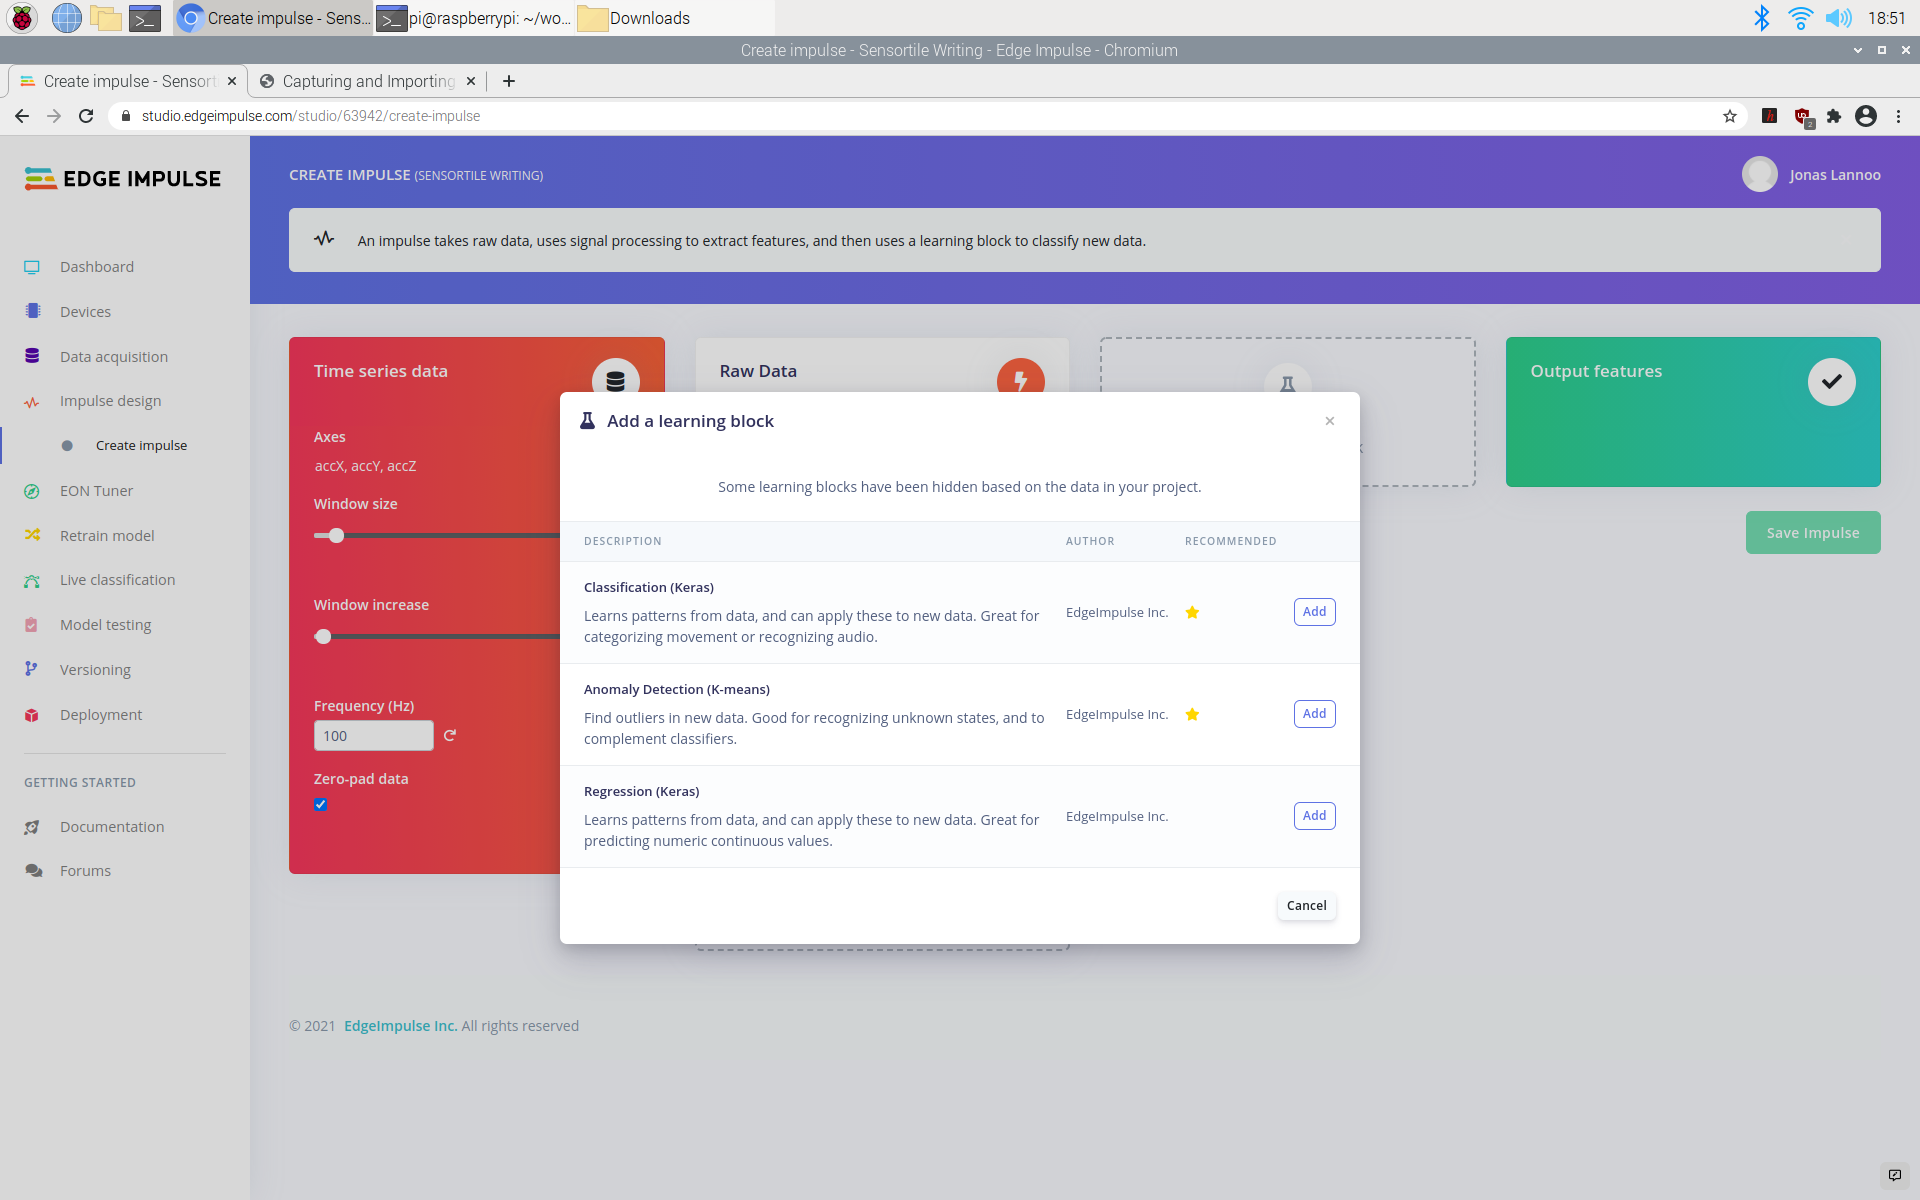 Create impulse - Sens...
pi@raspberrypi: ~/wo...
Downloads
18:51
Create impulse - Sensortile Writing - Edge Impulse - Chromium
Create impulse - Sensort
Capturing and Importing
studio.edgeimpulse.com/studio/63942/create-impulse
2
EDGE IMPULSE
CREATE IMPULSE (SENSORTILE WRITING)
Jonas Lannoo
An impulse takes raw data, uses signal processing to extract features, and then uses a learning block to classify new data.
Dashboard
Devices
Data acquisition
Impulse design
Create impulse
EON Tuner
Retrain model
Live classification
Model testing
Versioning
Deployment
GETTING STARTED
Documentation
Forums
Time series data
Axes
accX, accY, accZ
Window size
Window increase
Frequency (Hz)
100
Zero-pad data
Raw Data
Output features
Save Impulse
Add a learning block
×
Some learning blocks have been hidden based on the data in your project.
DESCRIPTION AUTHOR RECOMMENDED
Classification (Keras)
Learns patterns from data, and can apply these to new data. Great for
categorizing movement or recognizing audio.
EdgeImpulse Inc.
Add
Anomaly Detection (K-means)
Find outliers in new data. Good for recognizing unknown states, and to
complement classifiers.
EdgeImpulse Inc.
Add
Regression (Keras)
Learns patterns from data, and can apply these to new data. Great for
predicting numeric continuous values.
EdgeImpulse Inc.
Add
Cancel
© 2021 EdgeImpulse Inc. All rights reserved